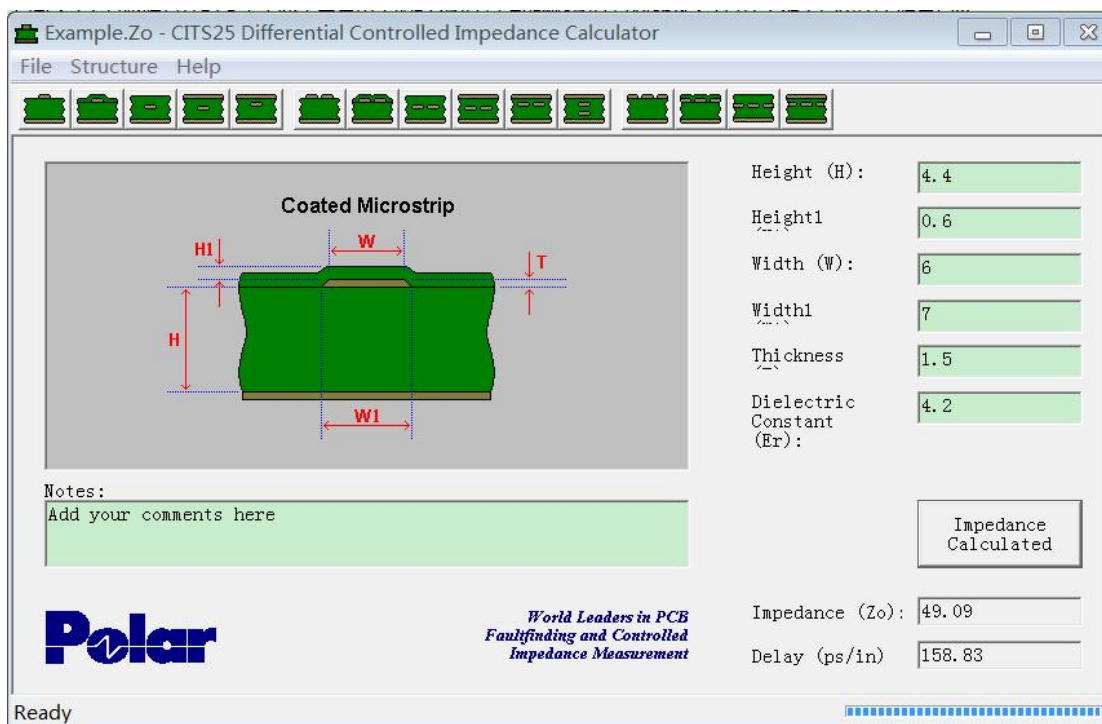 Example.Zo - CITS25 Differential Controlled Impedance Calculator
File Structure Help
Coated Microstrip
H1
W
T
H
W1
Height (H):
4.4
Height1
0.6
Width (W):
6
Width1
7
Thickness
1.5
Dielectric
Constant
(Er):
4.2
Notes:
Add your comments here
Impedance
Calculated
Polar
World Leaders in PCB
Faultfinding and Controlled
Impedance Measurement
Impedance (Zo):
49.09
Delay (ps/in)
158.83
Ready